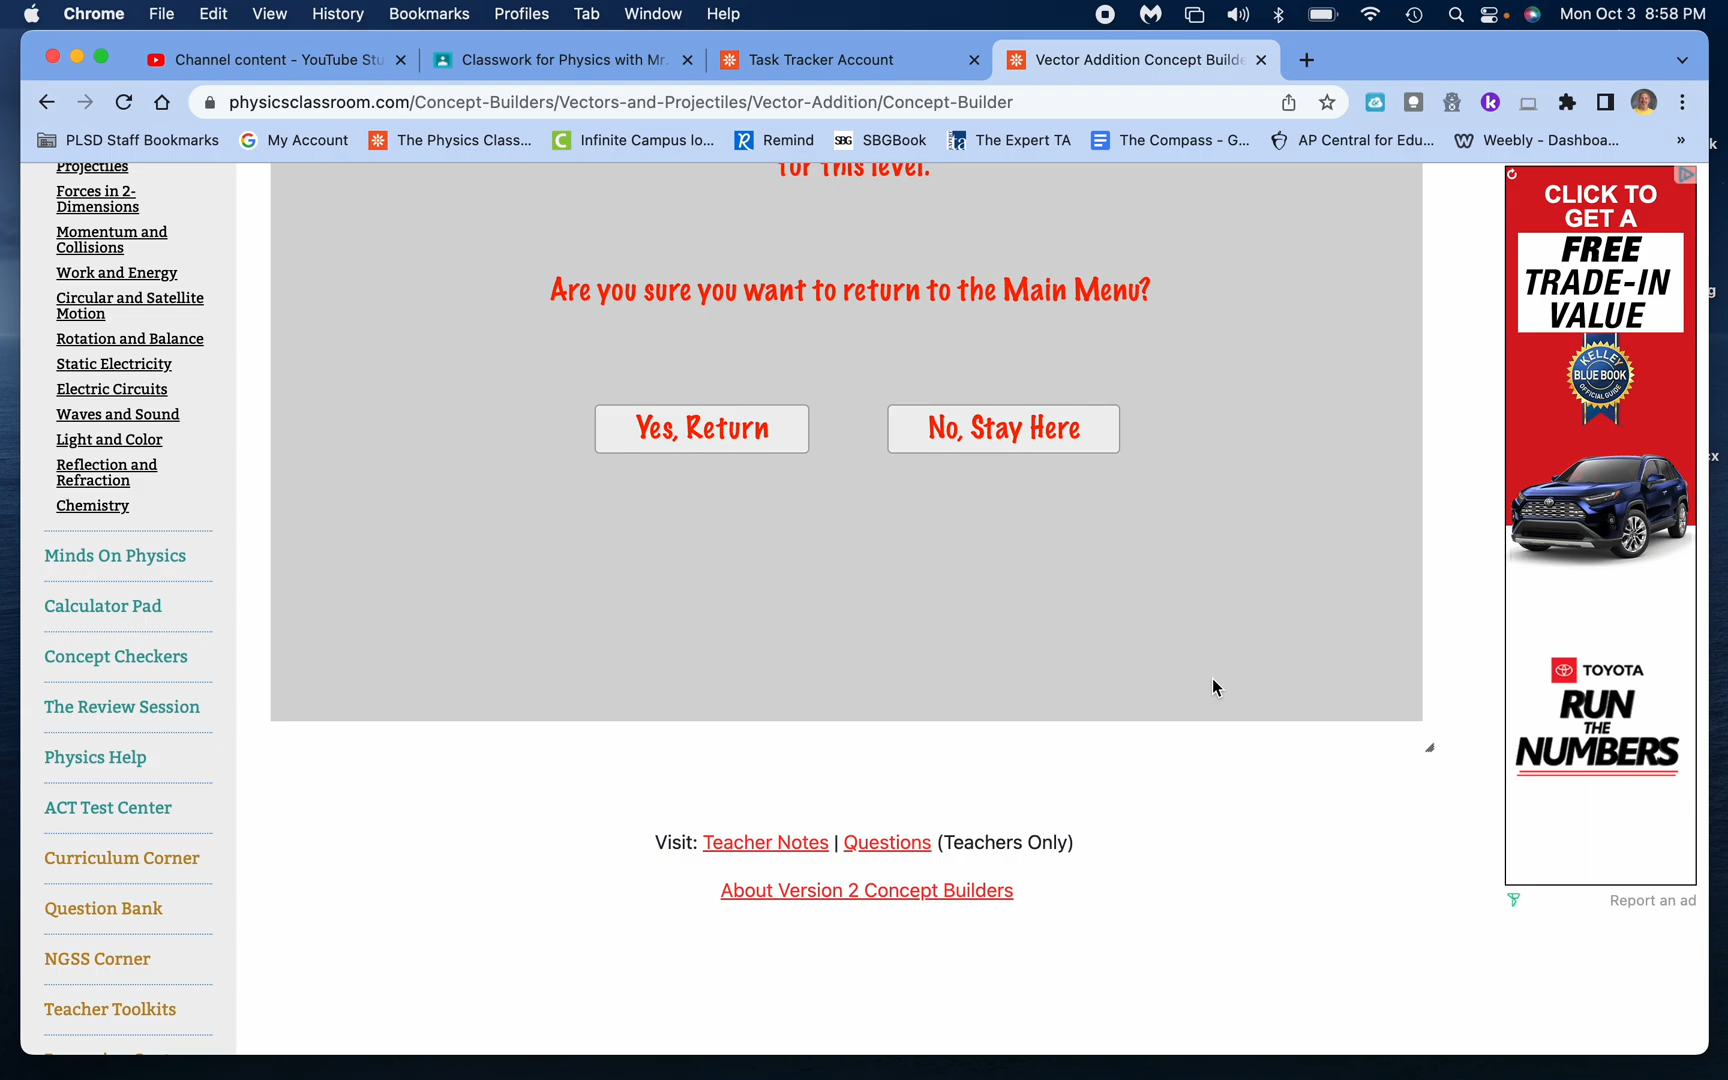 Chrome File Edit View History Bookmarks Profiles Tab Window Help Mon Oct 3 8:58 PM
Channel content - YouTube Stu Classwork for Physics with Mr. Task Tracker Account Vector Addition Concept Builde
physicsclassroom.com/Concept-Builders/Vectors-and-Projectiles/Vector-Addition/Concept-Builder
PLSD Staff Bookmarks My Account The Physics Class... Infinite Campus lo... Remind SBG SBGBook The Expert TA The Compass - G... AP Central for Edu... Weebly - Dashboa... »
Projectiles
Forces in 2-
Dimensions
Momentum and
Collisions
Work and Energy
Circular and Satellite
Motion
Rotation and Balance
Static Electricity
Electric Circuits
Waves and Sound
Light and Color
Reflection and
Refraction
Chemistry
Minds On Physics
Calculator Pad
Concept Checkers
The Review Session
Physics Help
ACT Test Center
Curriculum Corner
Question Bank
NGSS Corner
Teacher Toolkits
for this level.
Are you sure you want to return to the Main Menu?
Yes, Return No, Stay Here
Visit: Teacher Notes | Questions (Teachers Only)
About Version 2 Concept Builders
CLICK TO
GET A
FREE
TRADE-IN
VALUE
KELLEY
BLUE BOOK
OFFICIAL GUIDE
TOYOTA
RUN
THE
NUMBERS
Report an ad